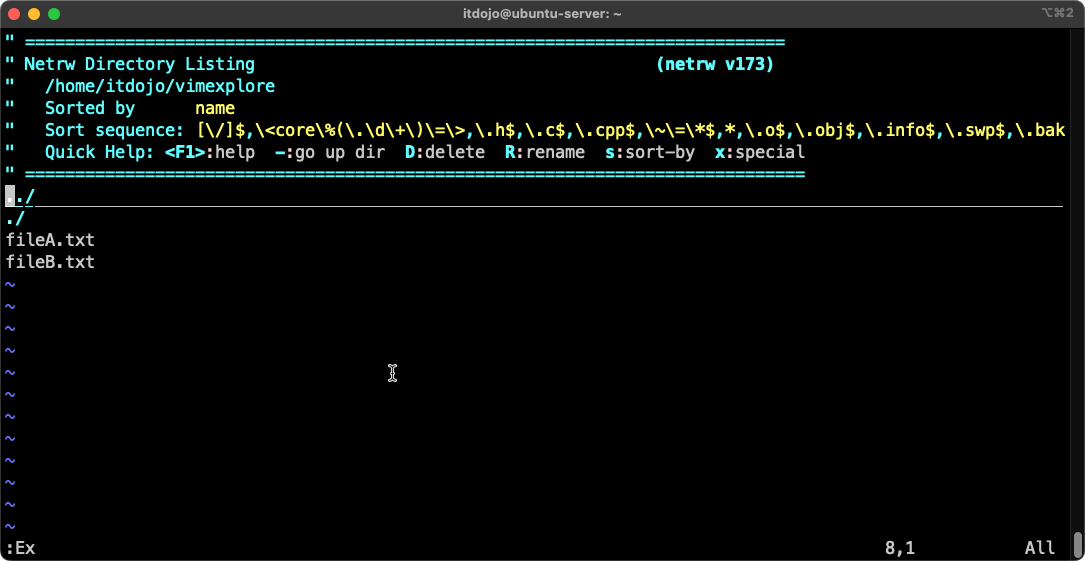 itdojo@ubuntu-server: ~
⌥⌘2
" ============================================================================
" Netrw Directory Listing                                        (netrw v173)
"   /home/itdojo/vimexplore
"   Sorted by      name
"   Sort sequence: [\/]$,\<core\%(\.\d\+\)\=\>,\.h$,\.c$,\.cpp$,\~\=\*$,*,\.o$,\.obj$,\.info$,\.swp$,\.bak
"   Quick Help: <F1>:help  -:go up dir  D:delete  R:rename  s:sort-by  x:special
" ==============================================================================
../
./
fileA.txt
fileB.txt
~
~
~
~
~
~
~
~
~
~
~
~
:Ex                                                          8,1           All